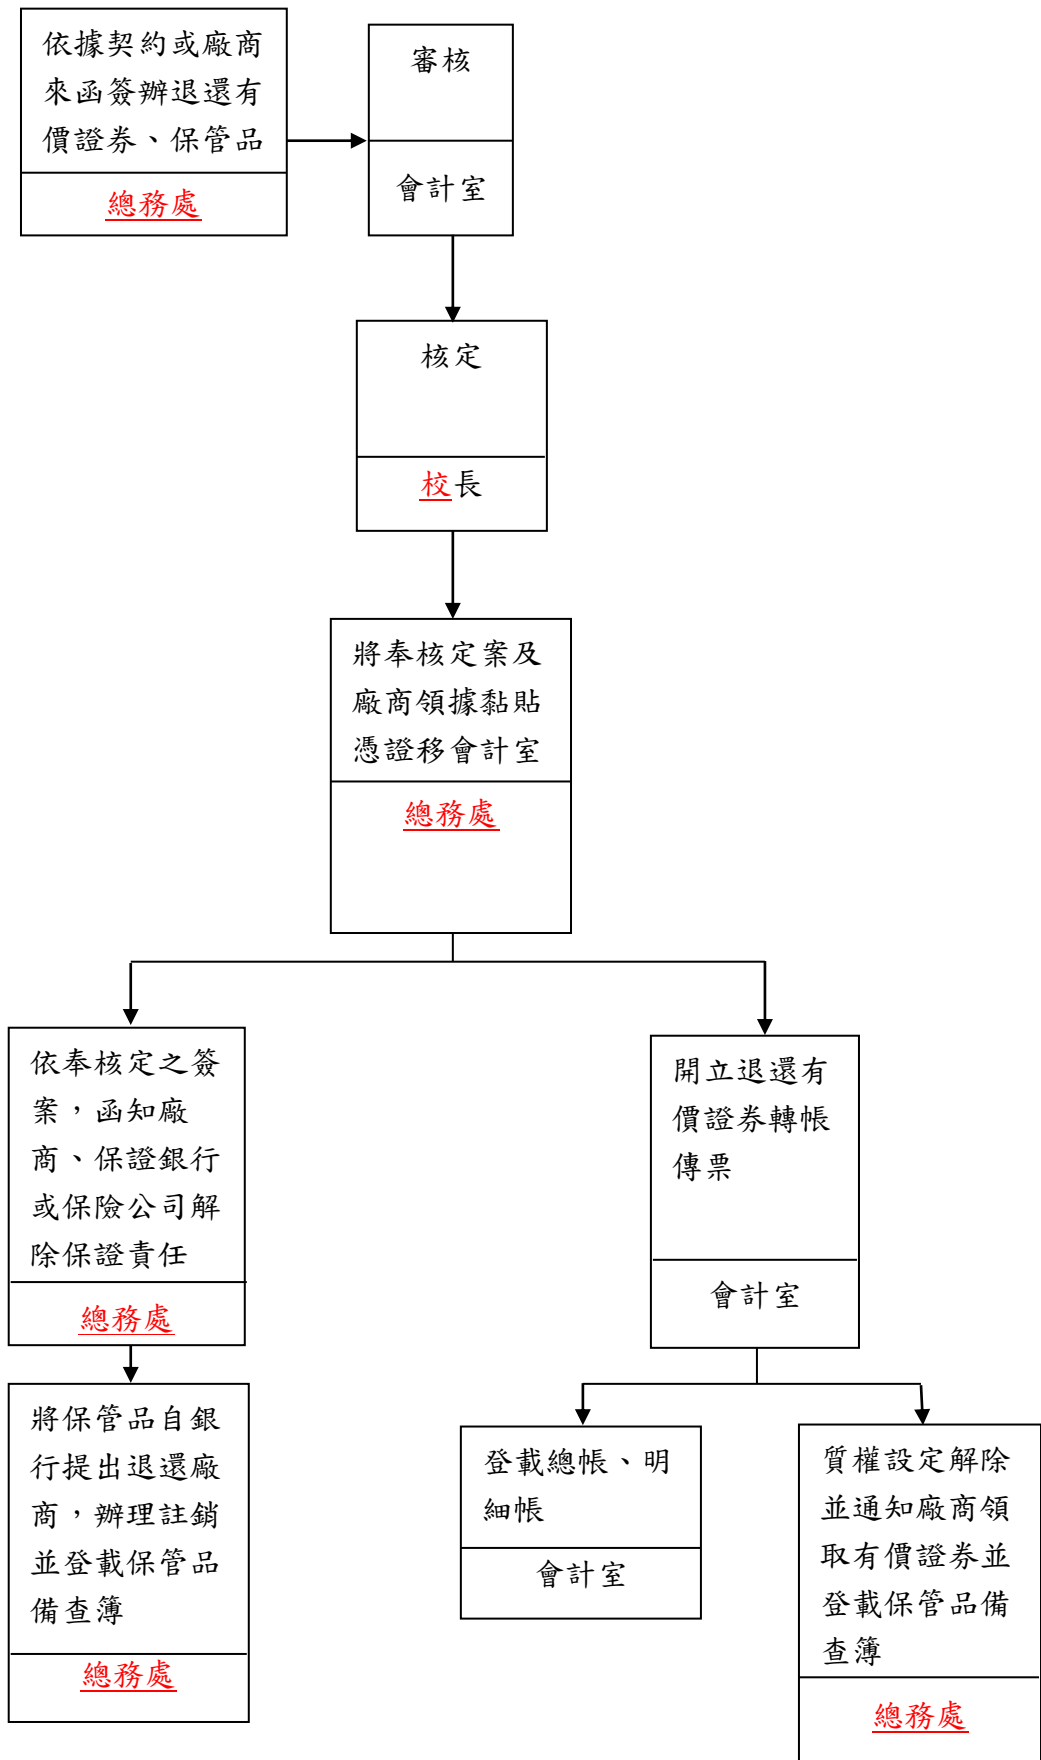 依據契約或廠商
來函簽辦退還有
價證券、保管品
總務處
審核
會計室
核定
校長
將奉核定案及
廠商領據黏貼
憑證移會計室
總務處
依奉核定之簽
案，函知廠
商、保證銀行
或保險公司解
除保證責任
總務處
將保管品自銀
行提出退還廠
商，辦理註銷
並登載保管品
備查簿
總務處
開立退還有
價證券轉帳
傳票
會計室
登載總帳、明
細帳
會計室
質權設定解除
並通知廠商領
取有價證券並
登載保管品備
查簿
總務處